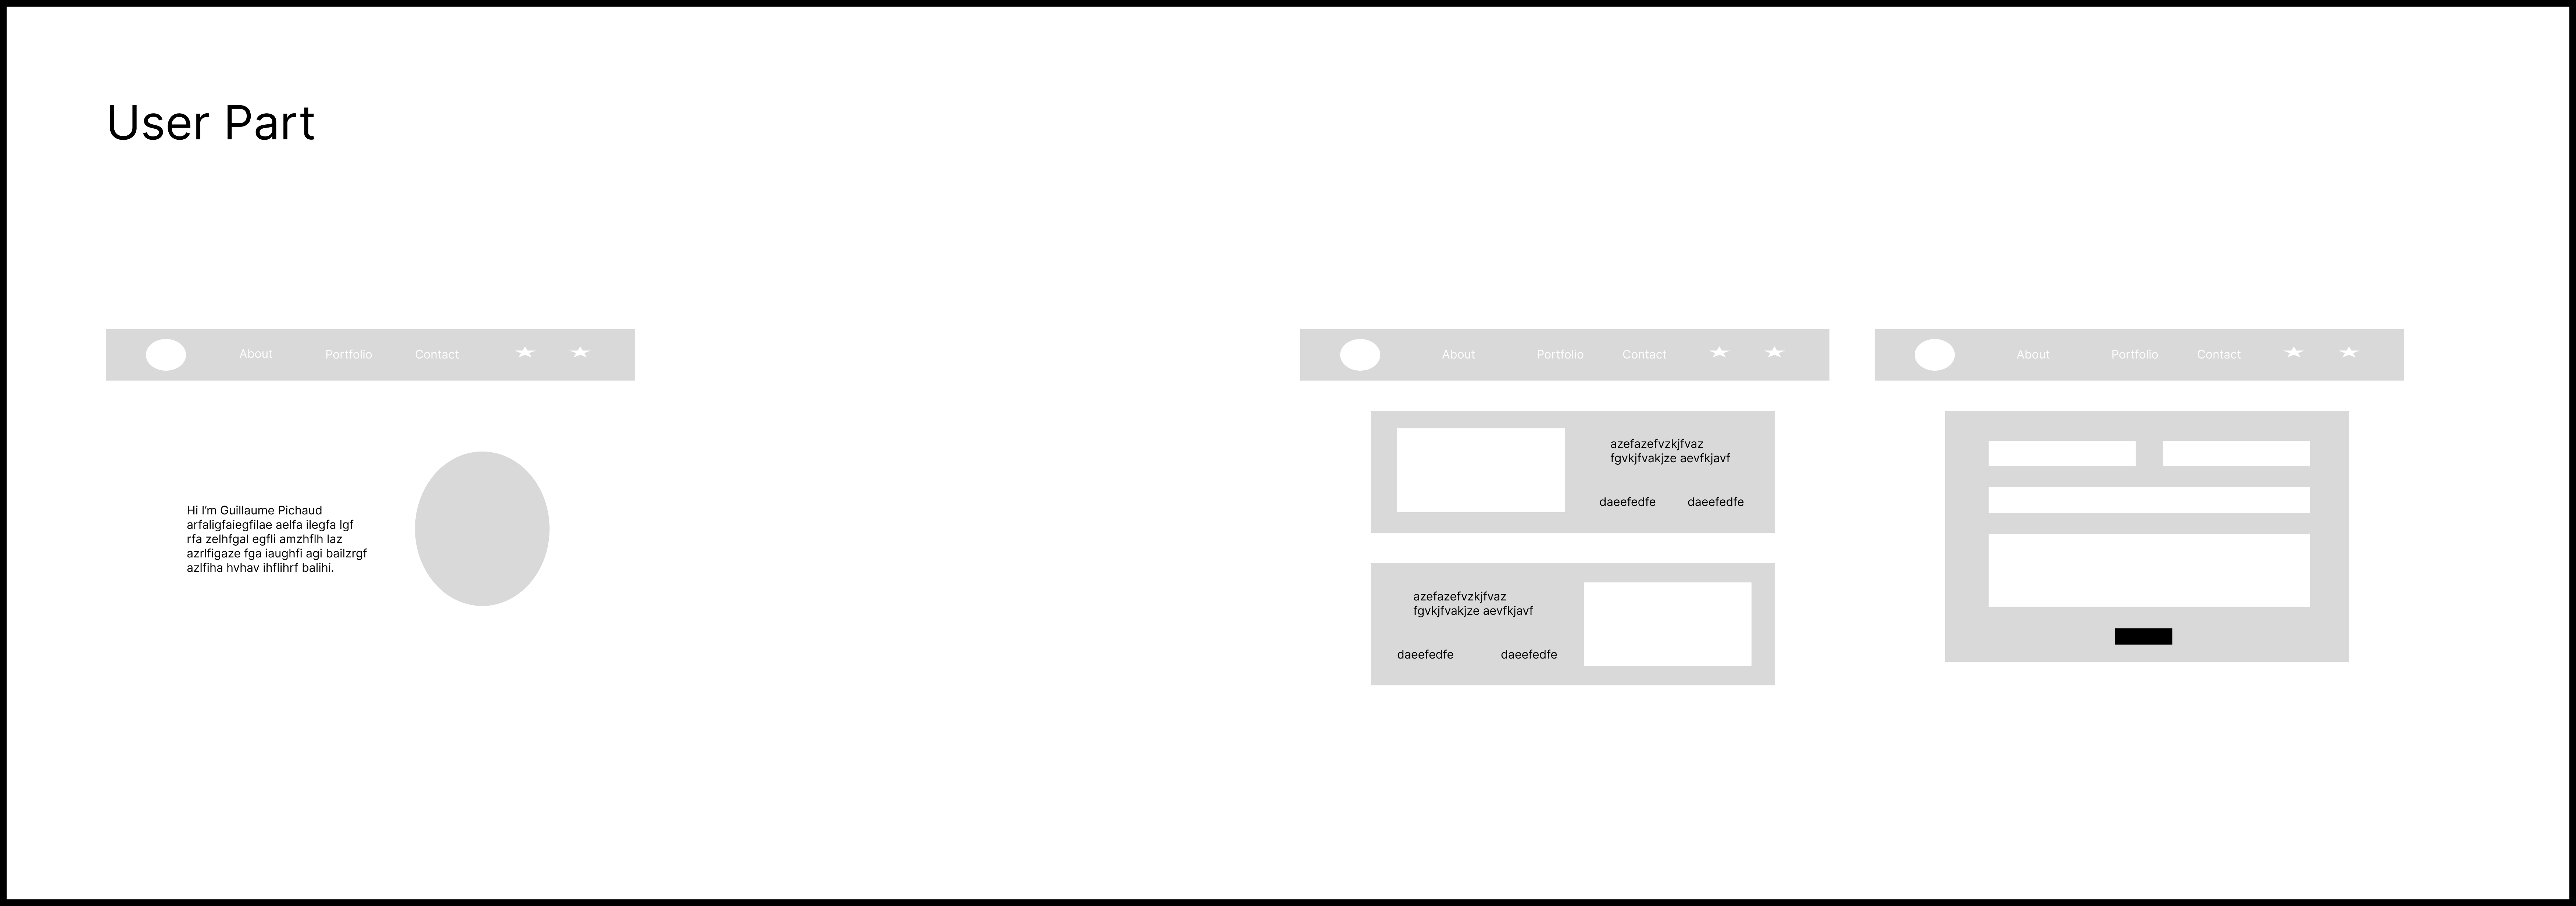 User Part
About Portfolio Contact
Hi I'm Guillaume Pichaud
arfaligfaiegfilae aelfa ilegfa lgf
rfa zelhfgal egfli amzhflh laz
azrlfigaze fga iaughfi agi bailzrgf
azlfiha hvhav ihflihrf balihi.
About Portfolio Contact
azefazefvzkjfvaz
fgvkjfvakjze aevfkjavf
daeefedfe daeefedfe
azefazefvzkjfvaz
fgvkjfvakjze aevfkjavf
daeefedfe daeefedfe
About Portfolio Contact